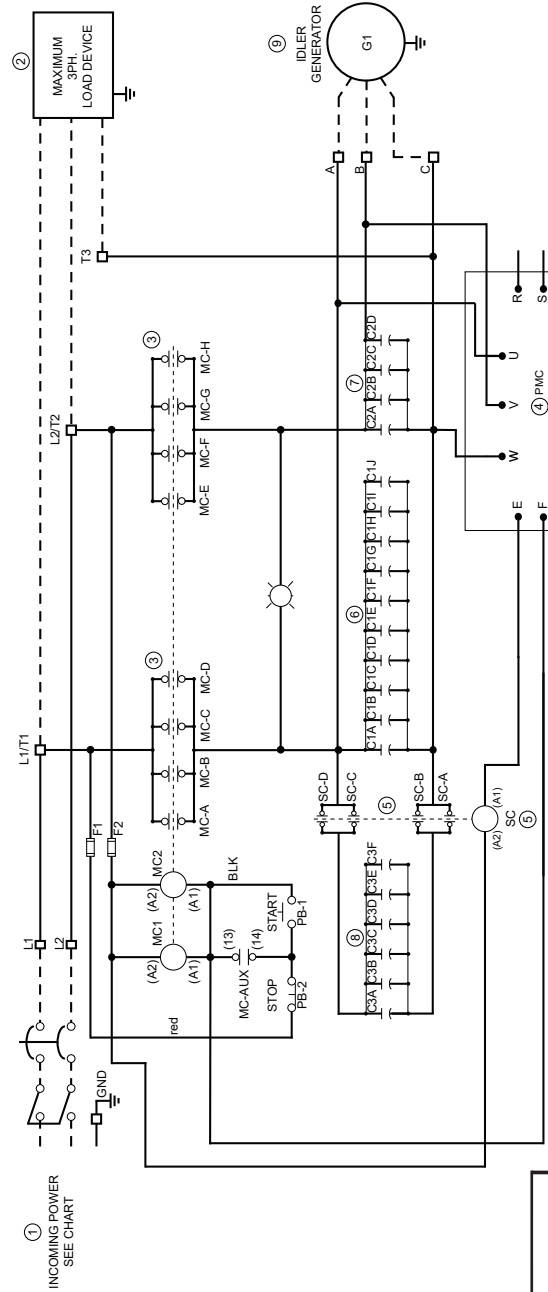 ① INCOMING POWER
SEE CHART
GND
L1
L2
L1/T1
L2/T2
T3
② MAXIMUM
3PH.
LOAD DEVICE
F1
F2
red
BLK
MC1
(A2)
(A1)
MC2
(A2)
(A1)
MC-AUX
(13)
(14)
STOP
PB-2
START
PB-1
③
MC-A
MC-B
MC-C
MC-D
③
MC-E
MC-F
MC-G
MC-H
⑧
C3A
C3B
C3C
C3D
C3E
C3F
SC-D
SC-C
⑤
SC-B
SC-A
⑥
C1A
C1B
C1C
C1D
C1E
C1F
C1G
C1H
C1I
C1J
⑦
C2A
C2B
C2C
C2D
A
B
C
⑨ IDLER
GENERATOR
G1
(A2)
(A1)
SC
⑤
E
F
W
V
U
R
S
④ PMC